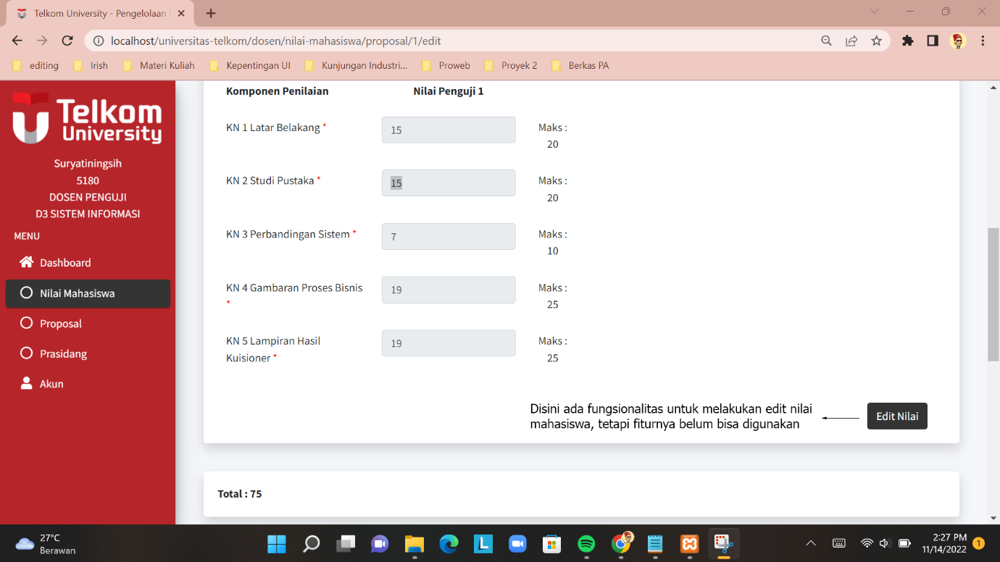 Telkom University - Pengelolaan
localhost/universitas-telkom/dosen/nilai-mahasiswa/proposal/1/edit
editing Irish Materi Kuliah Kepentingan UI Kunjungan Industri... Proweb Proyek 2 Berkas PA
Telkom
University
Suryatiningsih
5180
DOSEN PENGUJI
D3 SISTEM INFORMASI
MENU
Dashboard
Nilai Mahasiswa
Proposal
Prasidang
Akun
Komponen Penilaian Nilai Penguji 1
KN 1 Latar Belakang * 15 Maks :
20
KN 2 Studi Pustaka * 15 Maks :
20
KN 3 Perbandingan Sistem * 7 Maks :
10
KN 4 Gambaran Proses Bisnis 19 Maks :
* 25
KN 5 Lampiran Hasil 19 Maks :
Kuisioner * 25
Disini ada fungsionalitas untuk melakukan edit nilai
mahasiswa, tetapi fiturnya belum bisa digunakan
Edit Nilai
Total : 75
27°C
Berawan
2:27 PM
11/14/2022
1